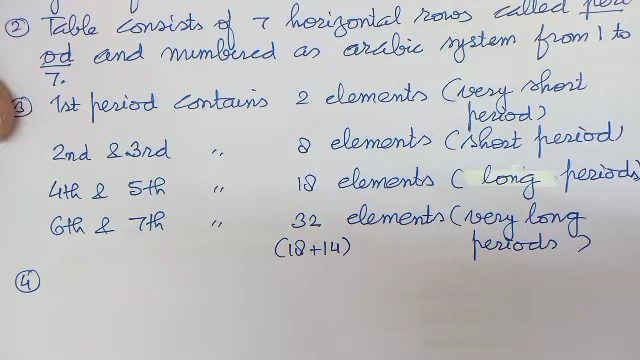 ② Table consists of 7 horizontal rows called peri
od and numbered as arabic system from 1 to
7.
③ 1st period contains 2 elements (very short
period)
2nd & 3rd " 8 elements (short period)
4th & 5th " 18 elements ( long periods)
6th & 7th " 32 elements (very long
(18+14) periods)
④